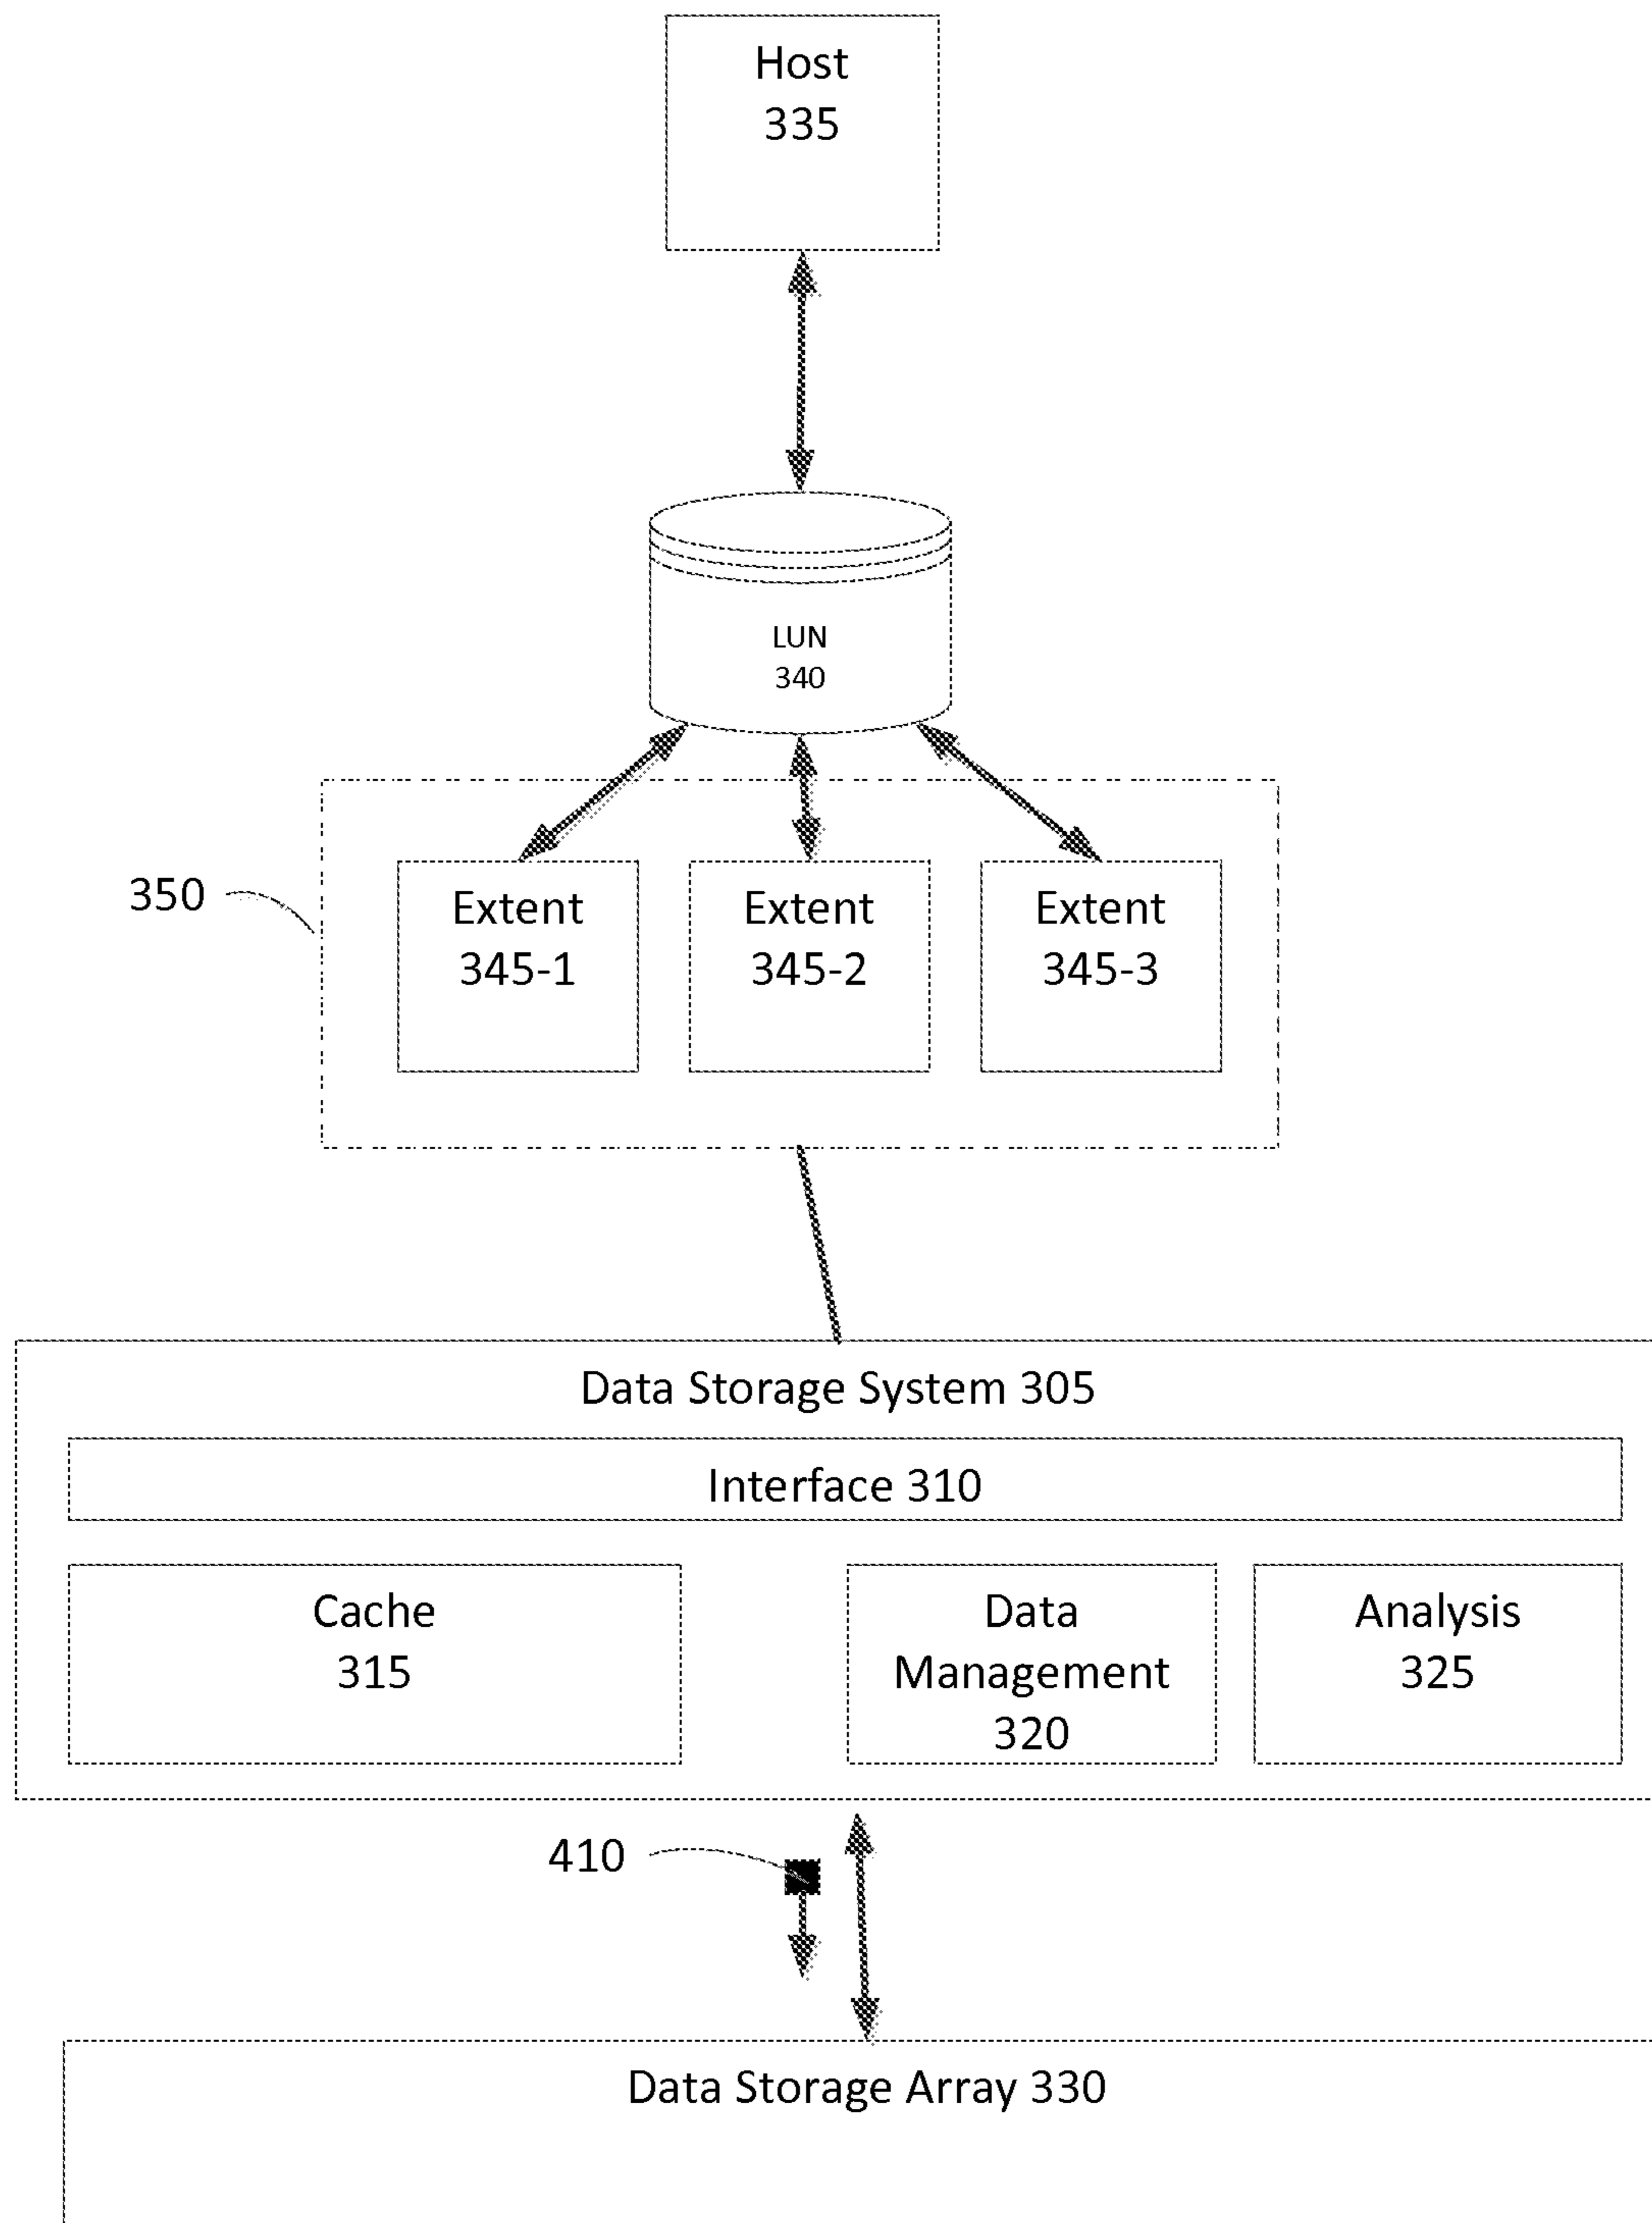 Host
335
LUN
340
350
Extent
345-1
Extent
345-2
Extent
345-3
Data Storage System 305
Interface 310
Cache
315
Data
Management
320
Analysis
325
410
Data Storage Array 330